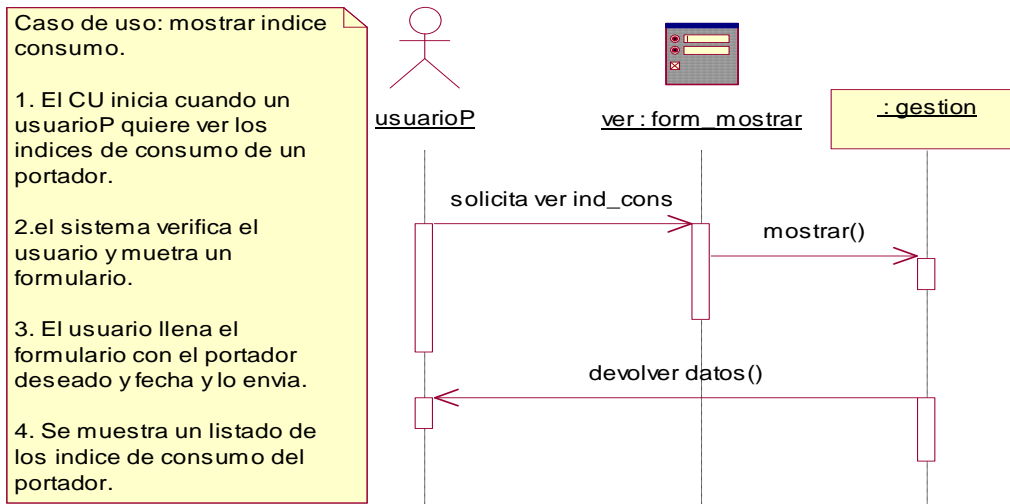 Caso de uso: mostrar indice
consumo.
1. El CU inicia cuando un
usuarioP quiere ver los
indices de consumo de un
portador.
2.el sistema verifica el
usuario y muetra un
formulario.
3. El usuario llena el
formulario con el portador
deseado y fecha y lo envia.
4. Se muestra un listado de
los indice de consumo del
portador.
usuarioP
ver : form_mostrar
: gestion
solicita ver ind_cons
mostrar()
devolver datos()